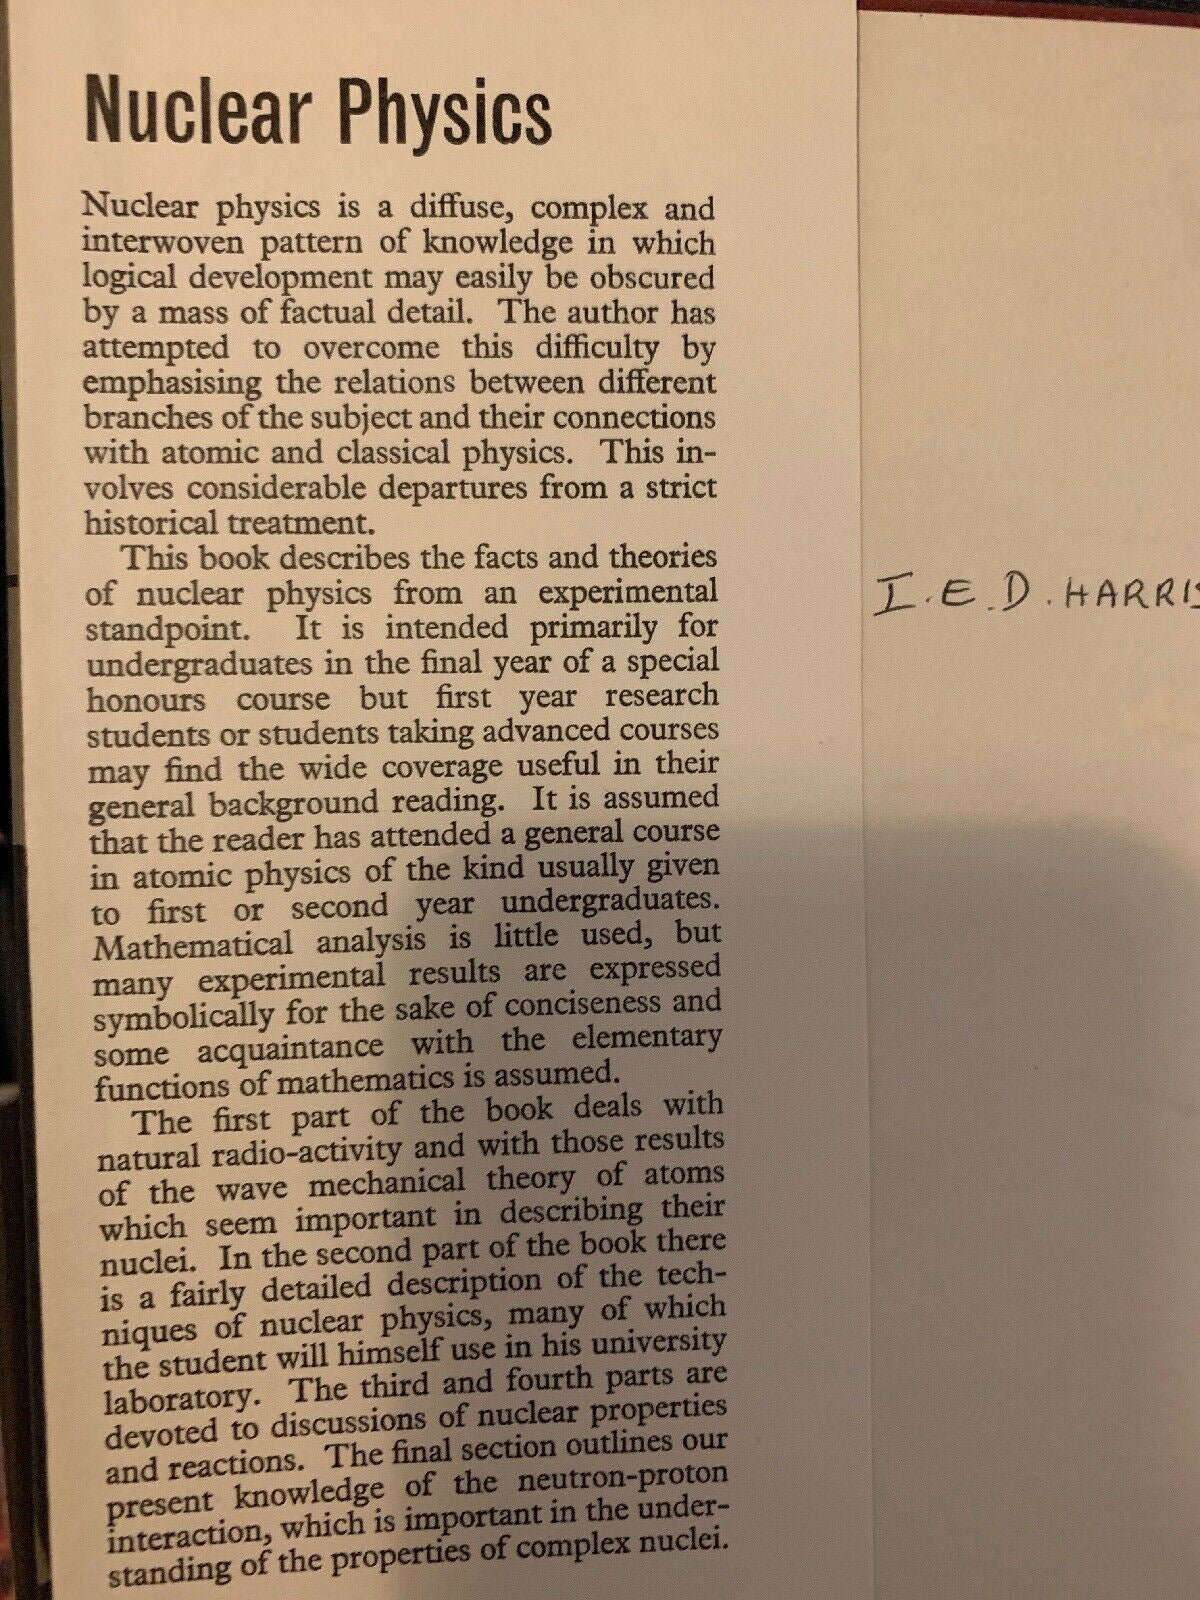 Nuclear Physics
Nuclear physics is a diffuse, complex and
interwoven pattern of knowledge in which
logical development may easily be obscured
by a mass of factual detail. The author has
attempted to overcome this difficulty by
emphasising the relations between different
branches of the subject and their connections
with atomic and classical physics. This in-
volves considerable departures from a strict
historical treatment.
This book describes the facts and theories
of nuclear physics from an experimental
standpoint. It is intended primarily for
undergraduates in the final year of a special
honours course but first year research
students or students taking advanced courses
may find the wide coverage useful in their
general background reading. It is assumed
that the reader has attended a general course
in atomic physics of the kind usually given
to first or second year undergraduates.
Mathematical analysis is little used, but
many experimental results are expressed
symbolically for the sake of conciseness and
some acquaintance with the elementary
functions of mathematics is assumed.
The first part of the book deals with
natural radio-activity and with those results
of the wave mechanical theory of atoms
which seem important in describing their
nuclei. In the second part of the book there
is a fairly detailed description of the tech-
niques of nuclear physics, many of which
the student will himself use in his university
laboratory. The third and fourth parts are
devoted to discussions of nuclear properties
and reactions. The final section outlines our
present knowledge of the neutron-proton
interaction, which is important in the under-
standing of the properties of complex nuclei.
I.E.D.HARRIS